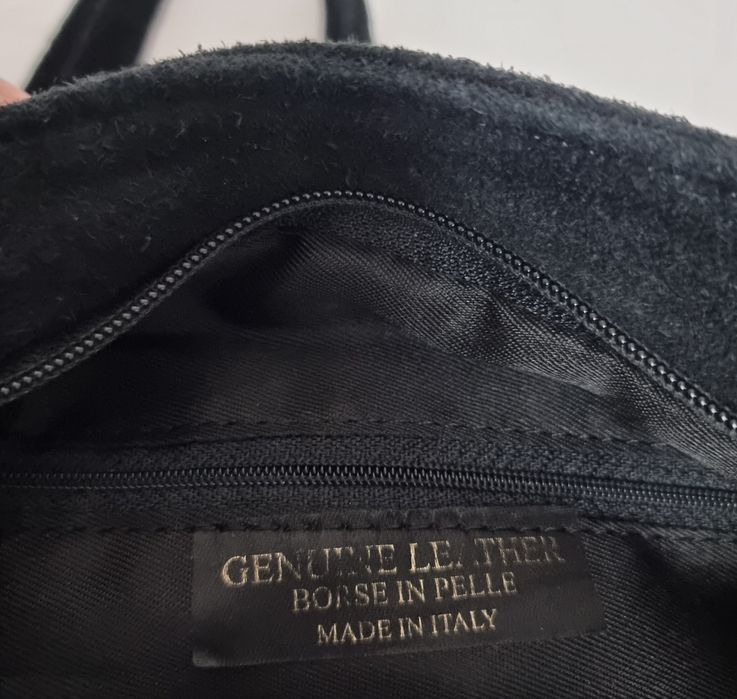 GENUINE LEATHER
BORSE IN PELLE
MADE IN ITALY